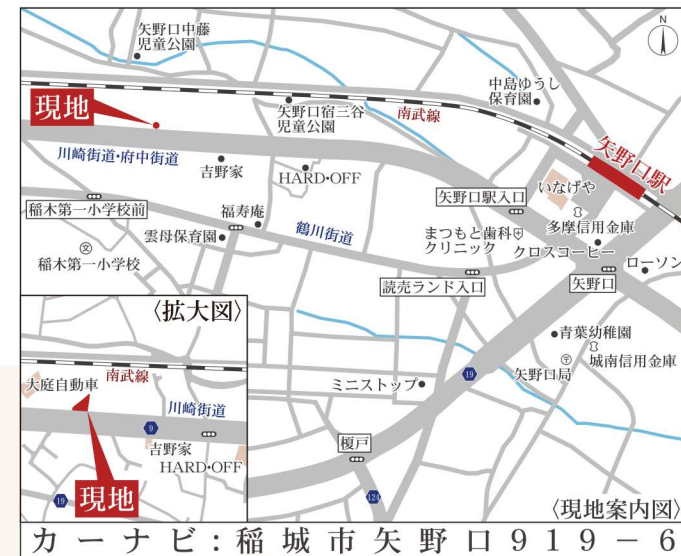 矢野口中藤
児童公園
N
中島ゆうし
保育園
現地
矢野口宿三谷
児童公園
南武線
矢野口駅
川崎街道・府中街道
吉野家
HARD・OFF
いなげや
稲木第一小学校前
福寿庵
矢野口駅入口
多摩信用金庫
雲母保育園
鶴川街道
まつもと歯科
クリニック
クロスコーヒー
文
稲木第一小学校
ローソン
読売ランド入口
矢野口
〈拡大図〉
青葉幼稚園
城南信用金庫
矢野口局
南武線
大庭自動車
ミニストップ
19
川崎街道
9
吉野家
HARD・OFF
榎戸
19
現地
124
〈現地案内図〉
カーナビ：稲城市矢野口919－6